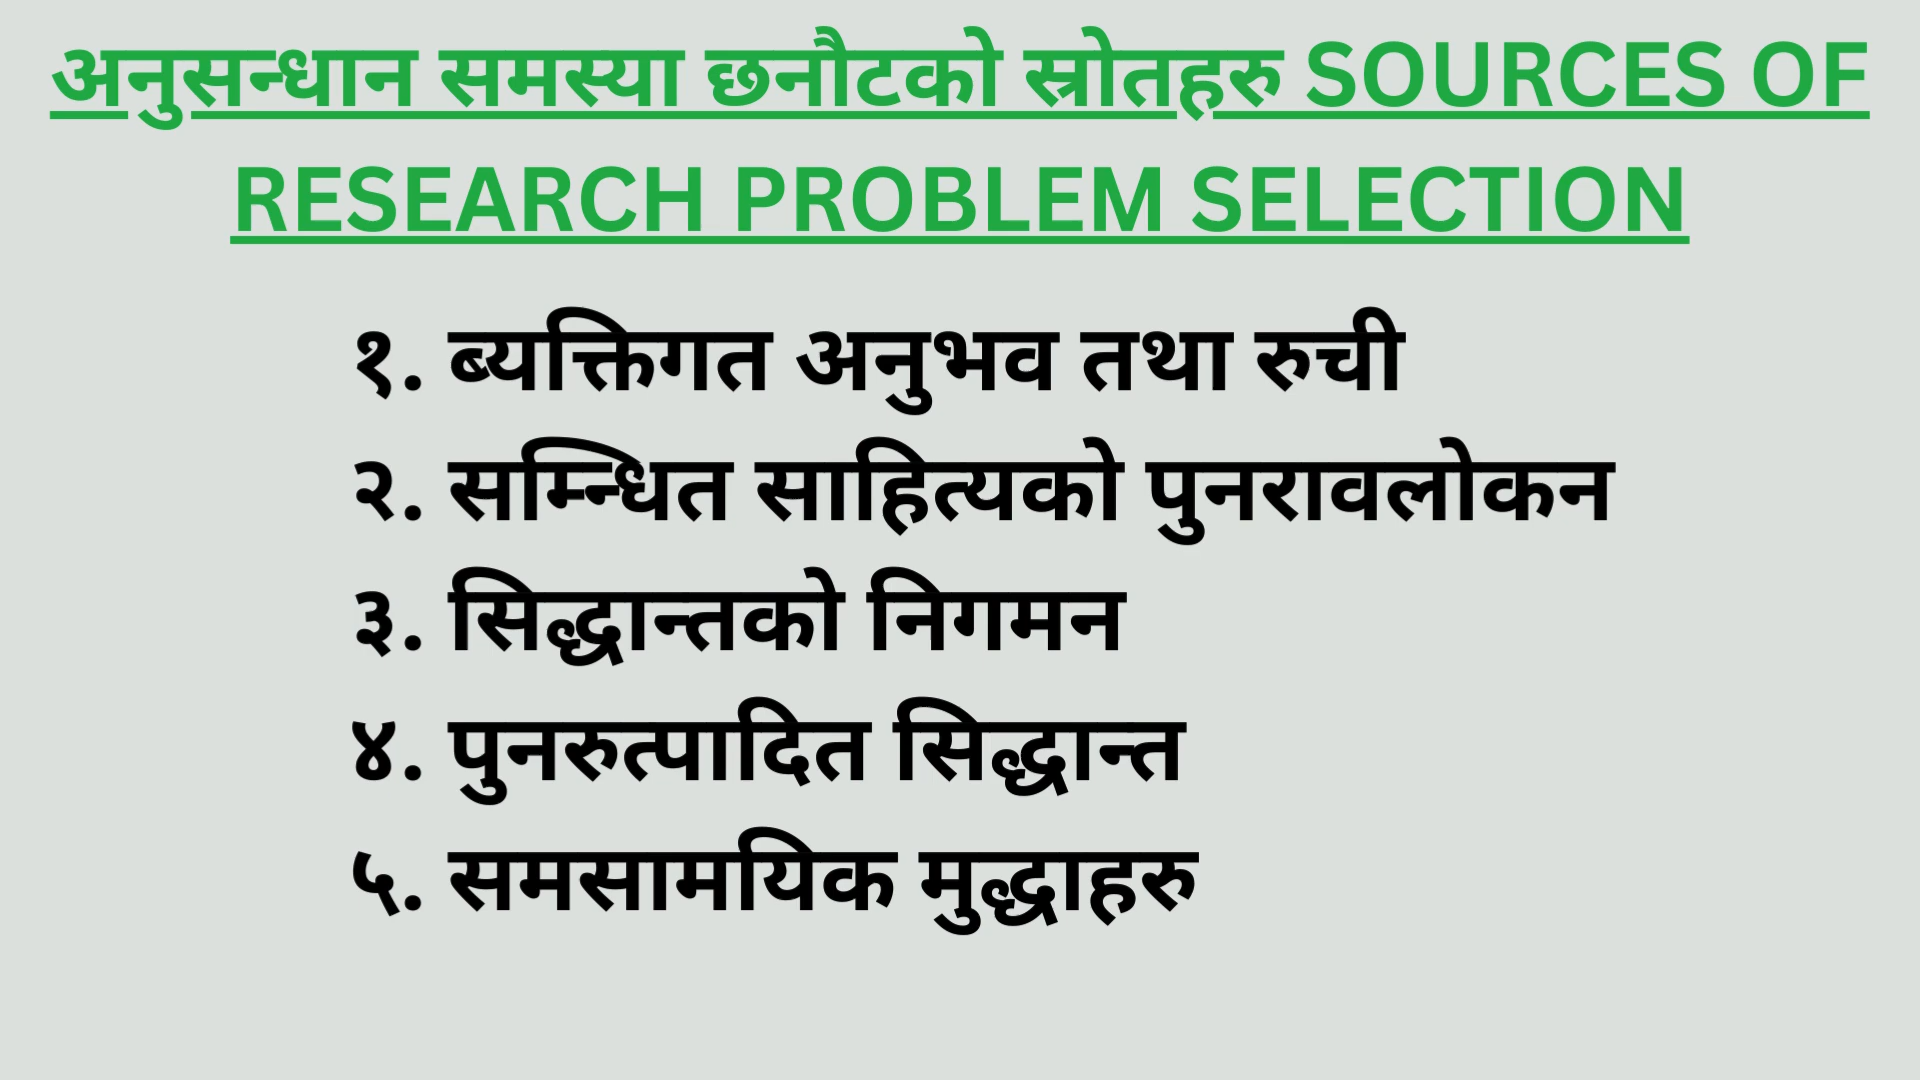 अनुसन्धान समस्या छनौटको स्रोतहरु SOURCES OF
RESEARCH PROBLEM SELECTION
१. ब्यक्तिगत अनुभव तथा रुची
२. सम्न्धित साहित्यको पुनरावलोकन
३. सिद्धान्तको निगमन
४. पुनरुत्पादित सिद्धान्त
५. समसामयिक मुद्धाहरु